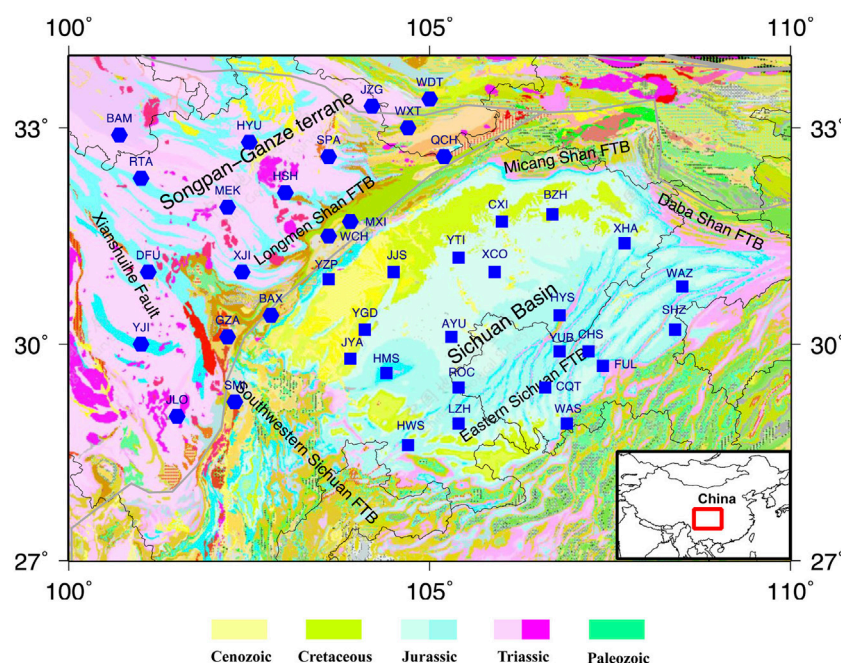 100° 105° 110°
WDT
JZG
BAM
WXT
33° 33°
HYU
SPA
QCH
Songpan-Ganze terrane
Micang Shan FTB
RTA
HSH
MEK
BZH
CXI
Longmen Shan FTB
MXI
Daba Shan FTB
XHA
WCH
Xianshuihe Fault
DFU
XJI
YZP
JJS
YTI
XCO
WAZ
BAX
HYS
SHZ
GZA
YGD
AYU
Sichuan Basin
YJI
30° 30°
JYA
YUB
CHS
HMS
ROC
FUL
CQT
Eastern Sichuan FTB
JLO
SMI
LZH
WAS
HWS
Southwestern Sichuan FTB
China
27° 27°
100° 105° 110°
Cenozoic Cretaceous Jurassic Triassic Paleozoic